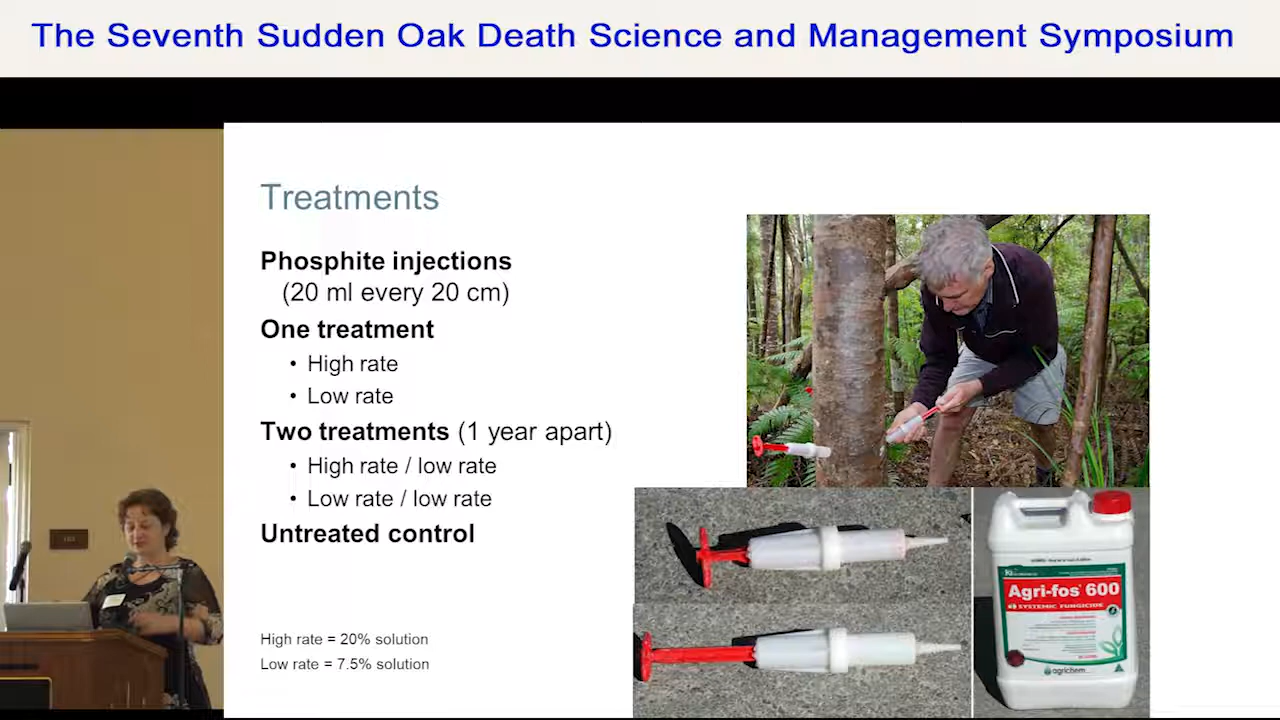 The Seventh Sudden Oak Death Science and Management Symposium
Treatments
Phosphite injections
(20 ml every 20 cm)
One treatment
• High rate
• Low rate
Two treatments (1 year apart)
• High rate / low rate
• Low rate / low rate
Untreated control
High rate = 20% solution
Low rate = 7.5% solution
Agri-fos® 600
SYSTEMIC FUNGICIDE
agrichem